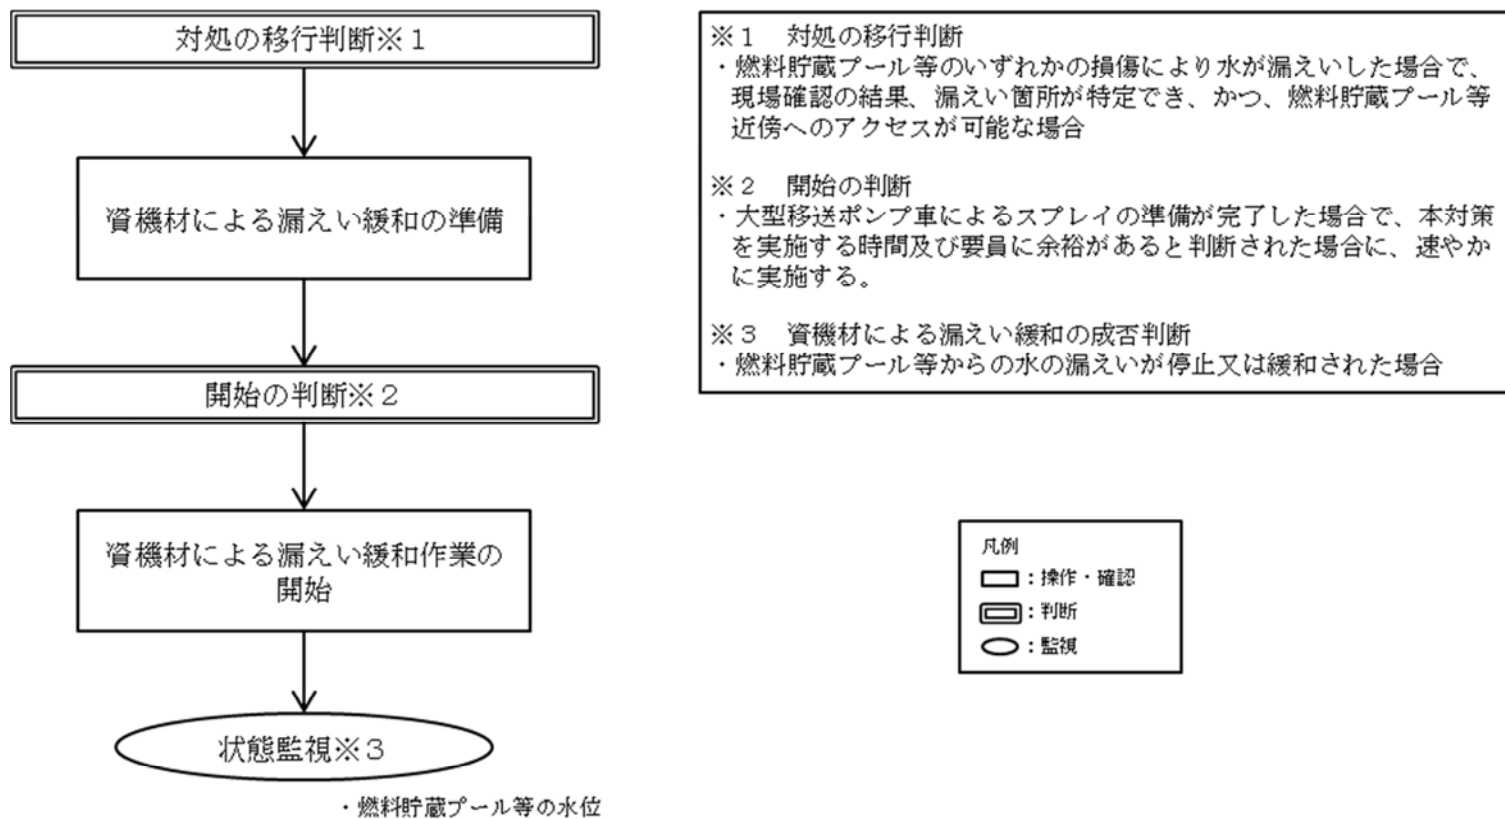 対処の移行判断※１
資機材による漏えい緩和の準備
開始の判断※２
資機材による漏えい緩和作業の
開始
状態監視※３
・燃料貯蔵プール等の水位
※１　対処の移行判断
・燃料貯蔵プール等のいずれかの損傷により水が漏えいした場合で、
現場確認の結果、漏えい箇所が特定でき、かつ、燃料貯蔵プール等
近傍へのアクセスが可能な場合
※２　開始の判断
・大型移送ポンプ車によるスプレイの準備が完了した場合で、本対策
を実施する時間及び要員に余裕があると判断された場合に、速やか
に実施する。
※３　資機材による漏えい緩和の成否判断
・燃料貯蔵プール等からの水の漏えいが停止又は緩和された場合
凡例
：操作・確認
：判断
：監視